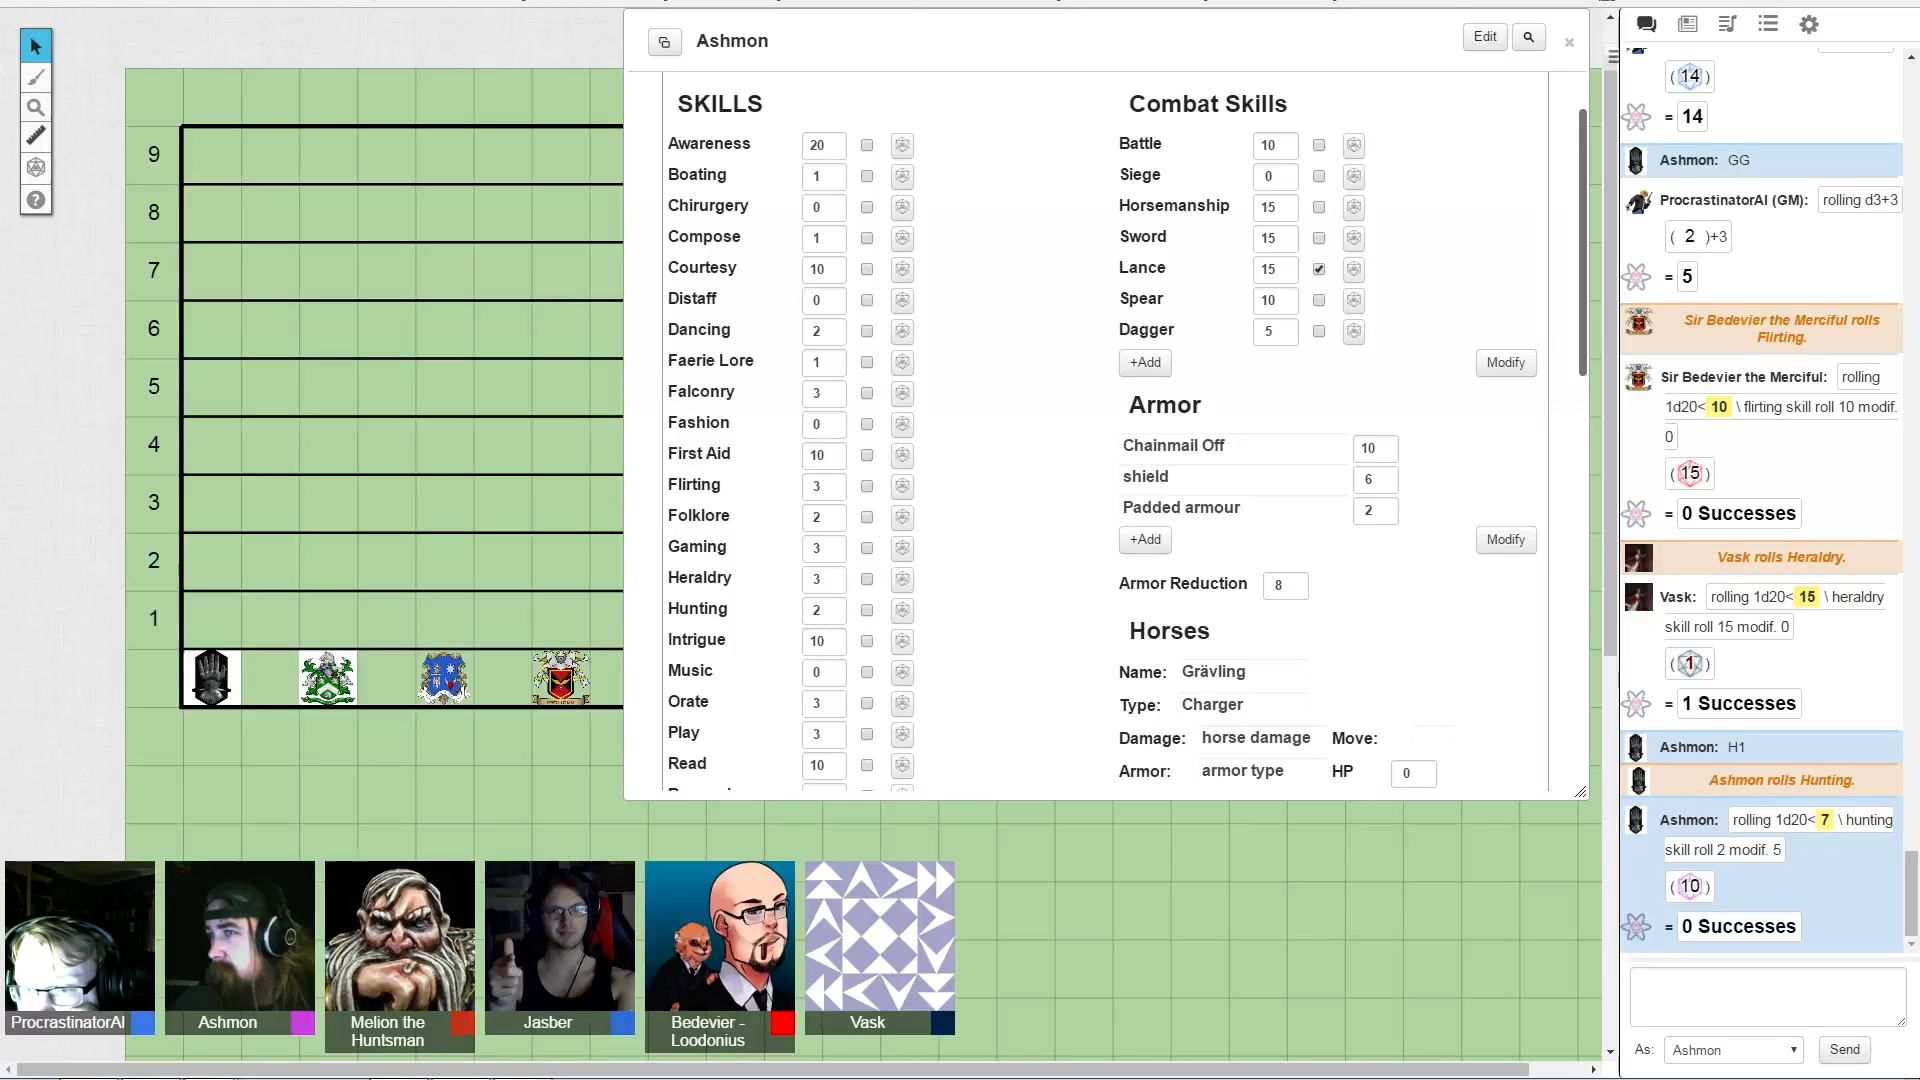 Ashmon
Edit
SKILLS
Awareness 20
Boating 1
Chirurgery 0
Compose 1
Courtesy 10
Distaff 0
Dancing 2
Faerie Lore 1
Falconry 3
Fashion 0
First Aid 10
Flirting 3
Folklore 2
Gaming 3
Heraldry 3
Hunting 2
Intrigue 10
Music 0
Orate 3
Play 3
Read 10
Combat Skills
Battle 10
Siege 0
Horsemanship 15
Sword 15
Lance 15
Spear 10
Dagger 5
+Add Modify
Armor
Chainmail Off 10
shield 6
Padded armour 2
+Add Modify
Armor Reduction 8
Horses
Name: Grävling
Type: Charger
Damage: horse damage Move:
Armor: armor type HP 0
9
8
7
6
5
4
3
2
1
ProcrastinatorAI
Ashmon
Melion the
Huntsman
Jasber
Bedevier -
Loodonius
Vask
(14)
= 14
Ashmon: GG
ProcrastinatorAI (GM): rolling d3+3
( 2 )+3
= 5
Sir Bedevier the Merciful rolls
Flirting.
Sir Bedevier the Merciful: rolling
1d20< 10 \ flirting skill roll 10 modif.
0
(15)
= 0 Successes
Vask rolls Heraldry.
Vask: rolling 1d20< 15 \ heraldry
skill roll 15 modif. 0
(1)
= 1 Successes
Ashmon: H1
Ashmon rolls Hunting.
Ashmon: rolling 1d20< 7 \ hunting
skill roll 2 modif. 5
(10)
= 0 Successes
As: Ashmon Send